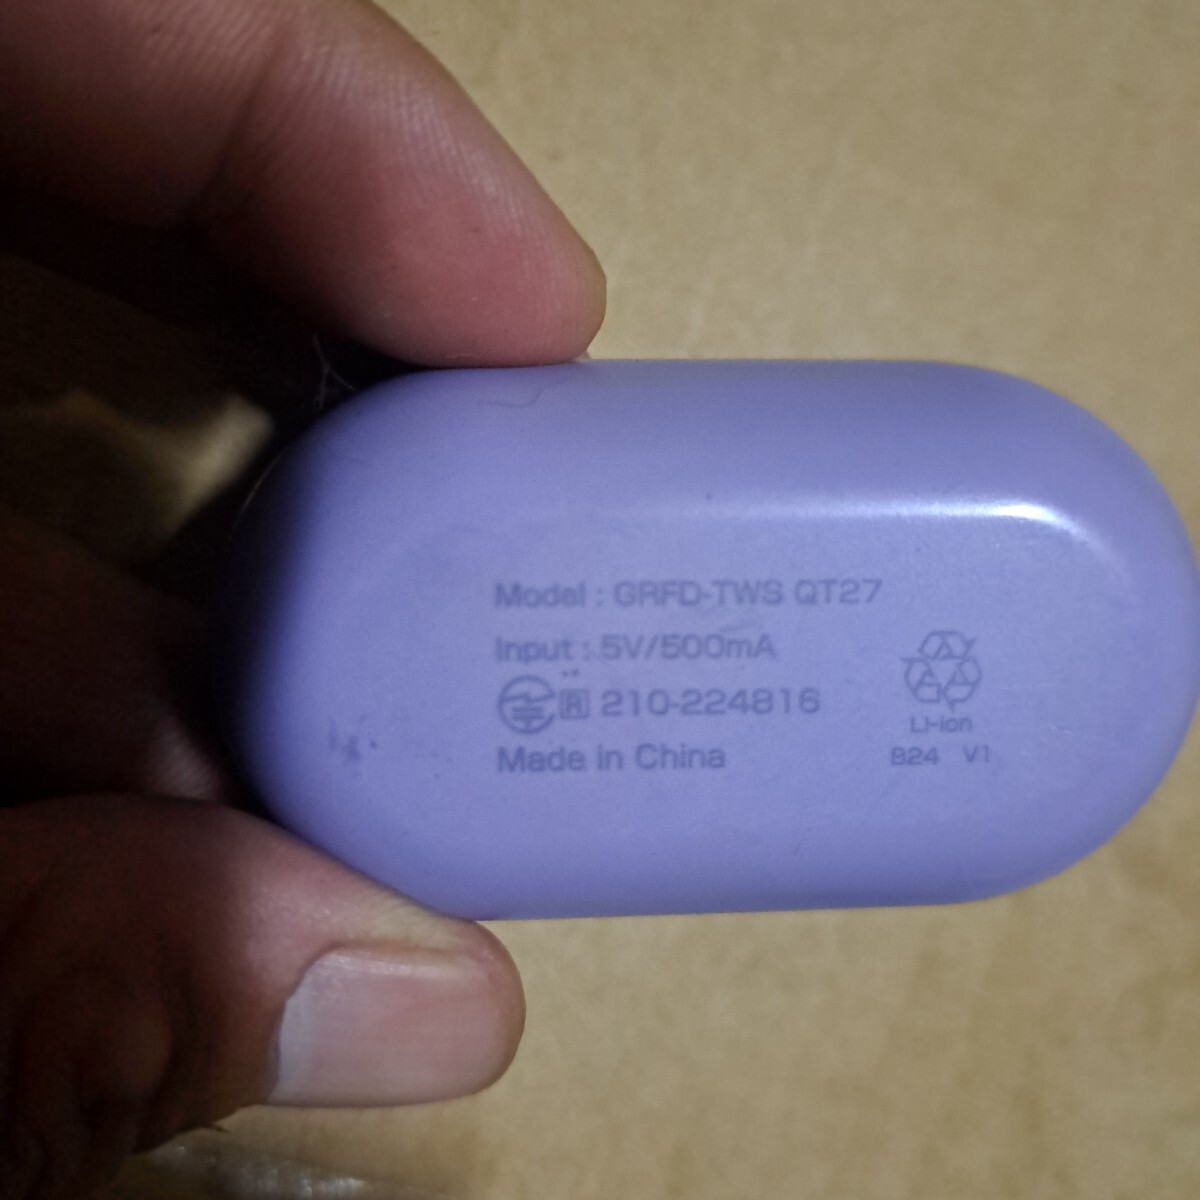 Model : GRFD-TWS QT27
Input : 5V/500mA
R 210-224816
Made in China
Li-ion
B24 V1